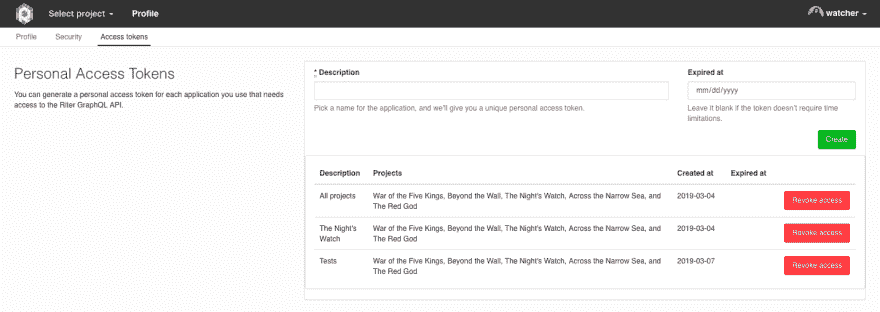 Select project
Profile
watcher
Profile
Security
Access tokens
Personal Access Tokens
You can generate a personal access token for each application you use that needs
access to the Riter GraphQL API.
* Description
Expired at
mm/dd/yyyy
Pick a name for the application, and we'll give you a unique personal access token.
Leave it blank if the token doesn't require time
limitations.
Create
Description Projects Created at Expired at
All projects War of the Five Kings, Beyond the Wall, The Night's Watch, Across the Narrow Sea, and 2019-03-04 Revoke access
The Red God
The Night's War of the Five Kings, Beyond the Wall, The Night's Watch, Across the Narrow Sea, and 2019-03-04 Revoke access
Watch The Red God
Tests War of the Five Kings, Beyond the Wall, The Night's Watch, Across the Narrow Sea, and 2019-03-07 Revoke access
The Red God